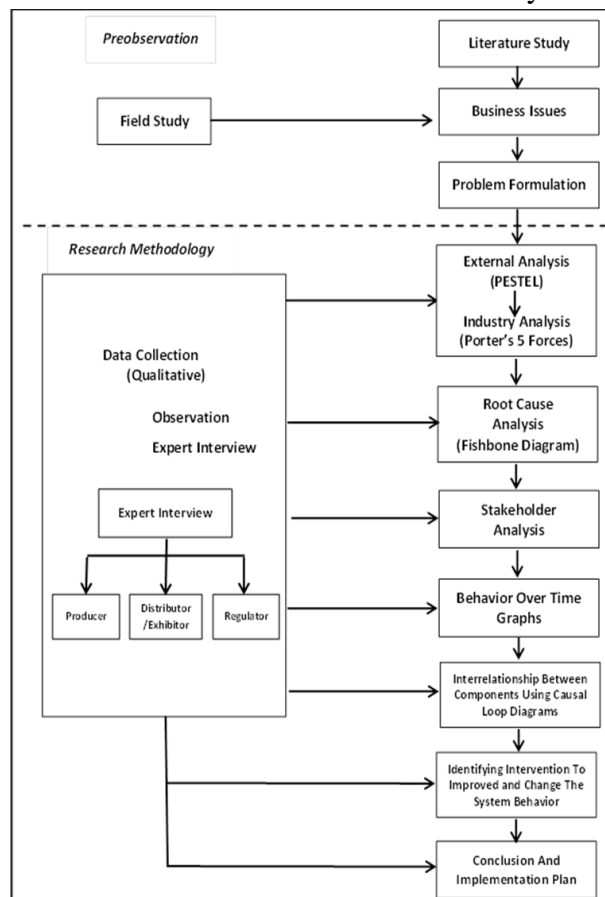 Preobservation
Literature Study
Field Study
Business Issues
Problem Formulation
Research Methodology
Data Collection
(Qualitative)
Observation
Expert Interview
Expert Interview
Producer
Distributor
/Exhibitor
Regulator
External Analysis
(PESTEL)
Industry Analysis
(Porter's 5 Forces)
Root Cause
Analysis
(Fishbone Diagram)
Stakeholder
Analysis
Behavior Over Time
Graphs
Interrelationship Between
Components Using Causal
Loop Diagrams
Identifying Intervention To
Improved and Change The
System Behavior
Conclusion And
Implementation Plan